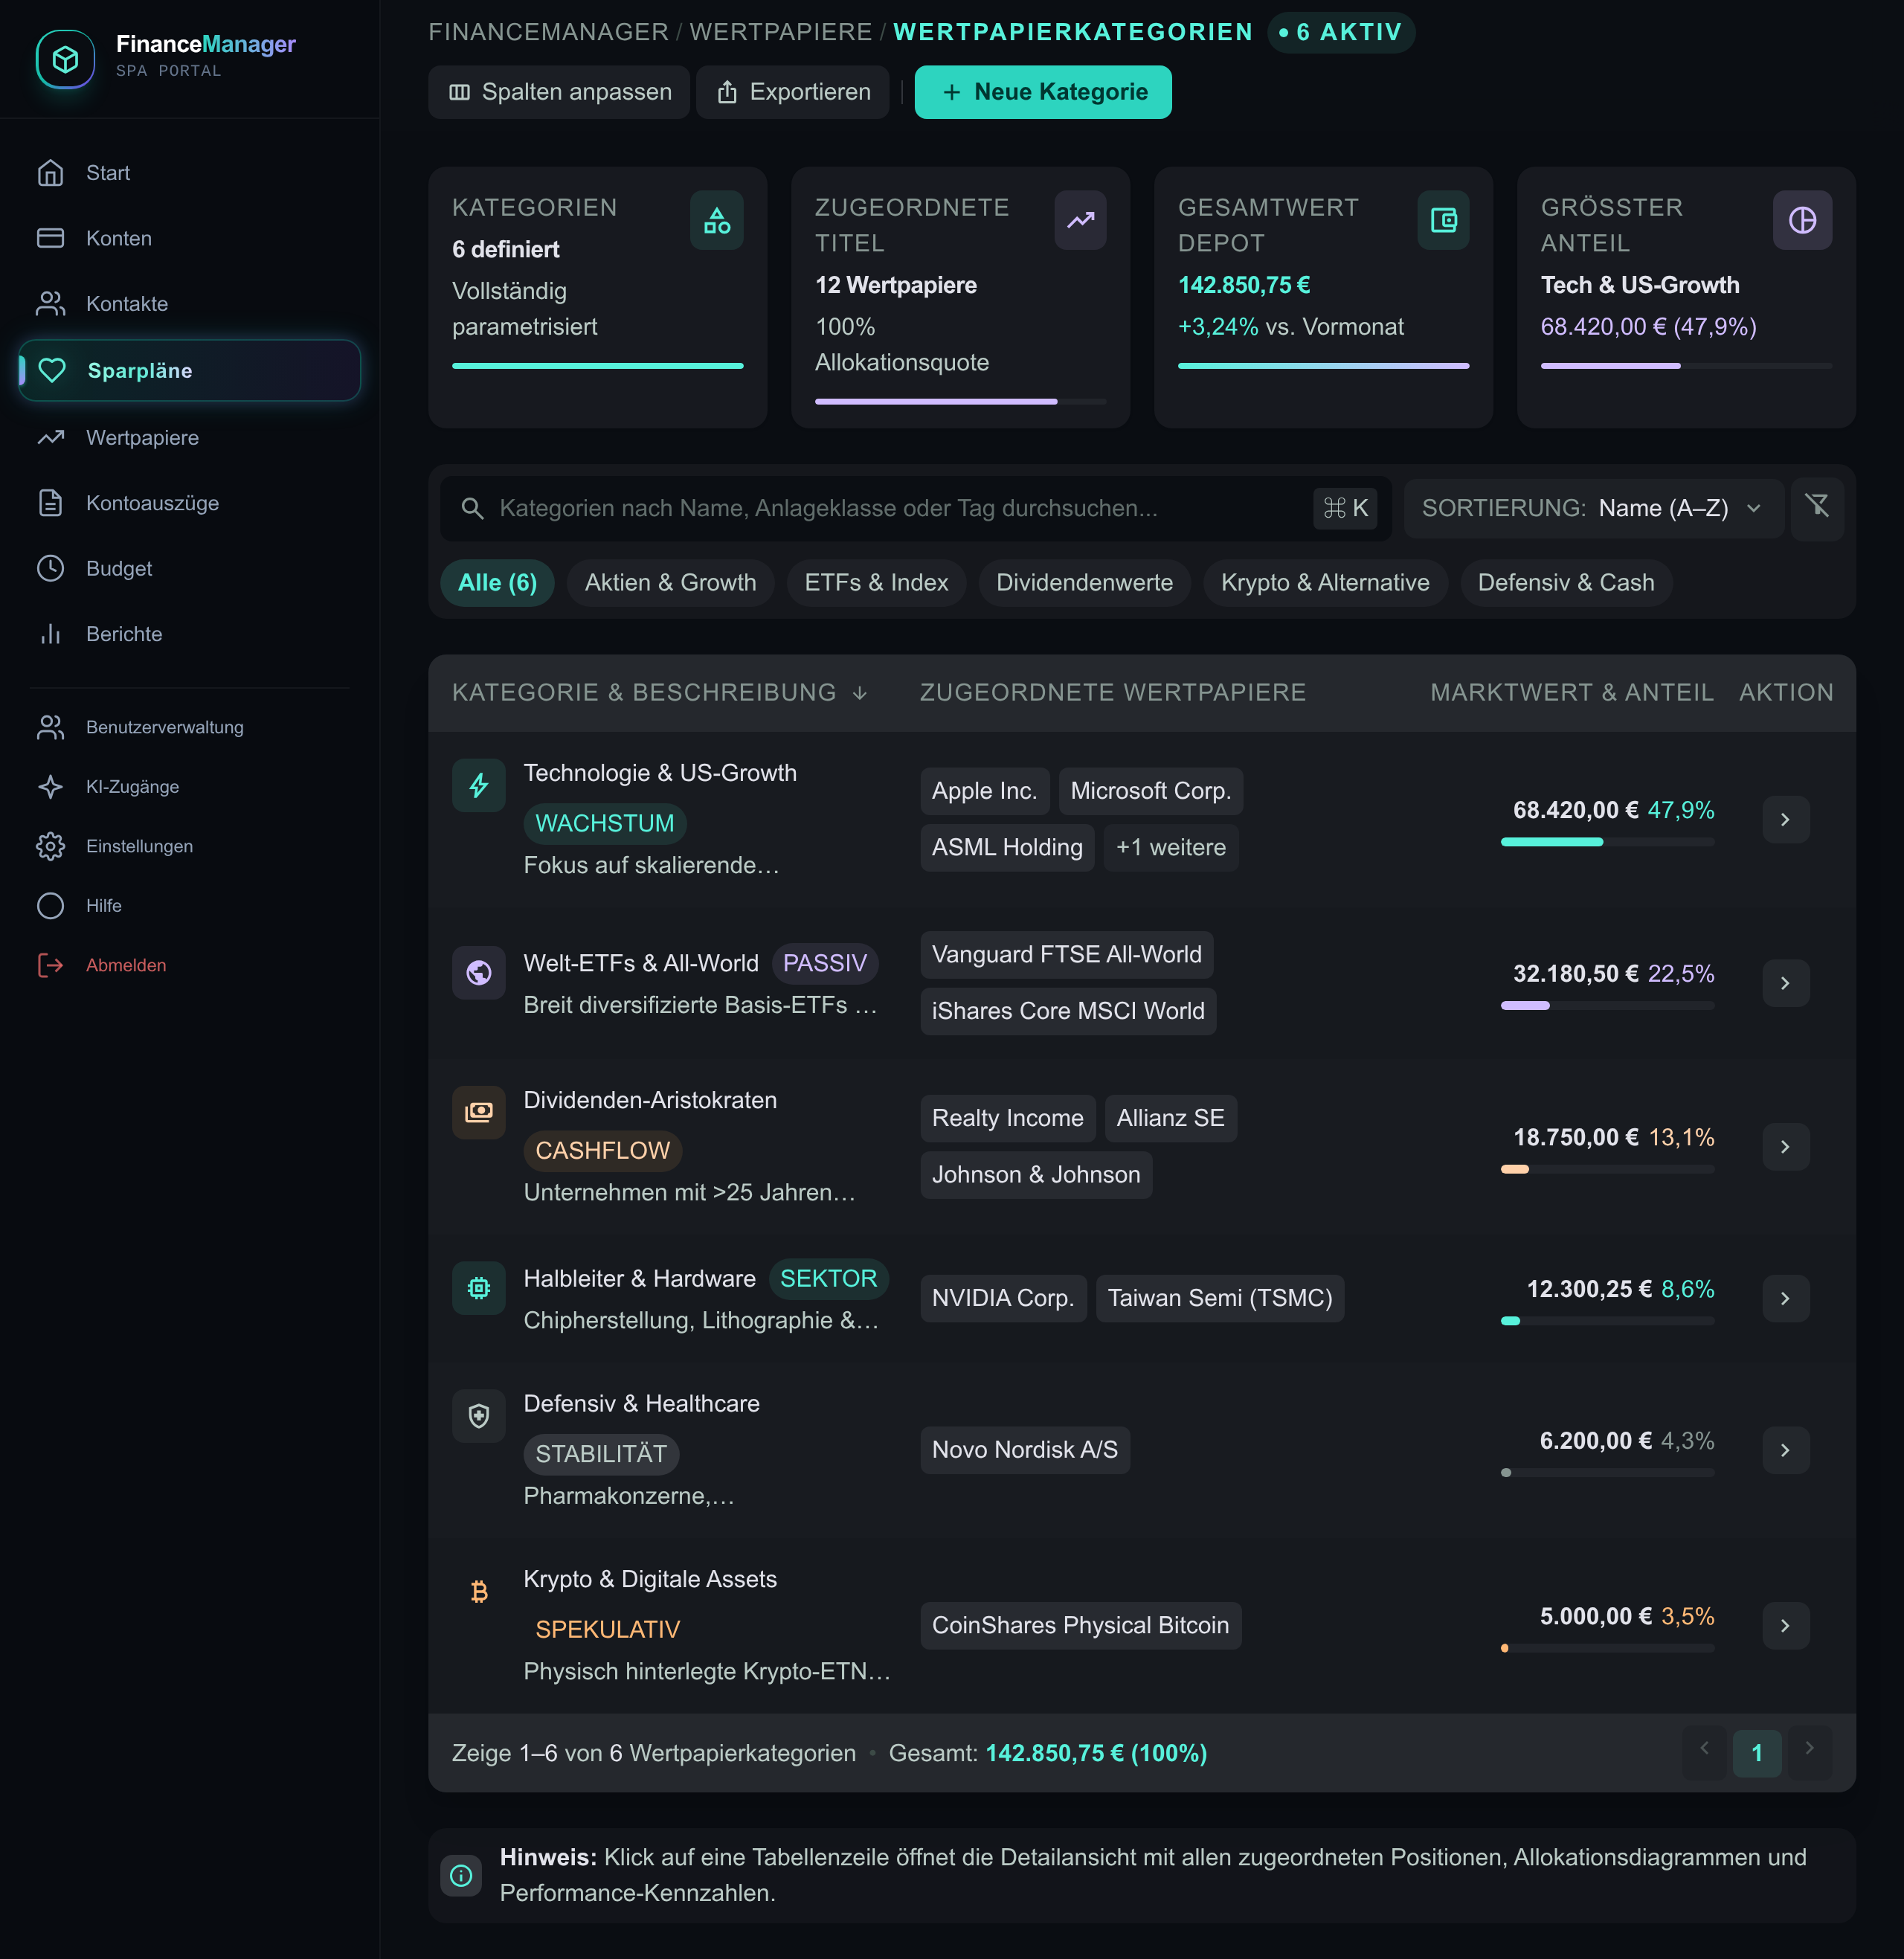 FinanceManager
SPA PORTAL
Start
Konten
Kontakte
Sparpläne
Wertpapiere
Kontoauszüge
Budget
Berichte
Benutzerverwaltung
KI-Zugänge
Einstellungen
Hilfe
Abmelden
FINANCEMANAGER / WERTPAPIERE / WERTPAPIERKATEGORIEN • 6 AKTIV
Spalten anpassen Exportieren + Neue Kategorie
KATEGORIEN
6 definiert
Vollständig
parametrisiert
ZUGEORDNETE
TITEL
12 Wertpapiere
100%
Allokationsquote
GESAMTWERT
DEPOT
142.850,75 €
+3,24% vs. Vormonat
GRÖSSTER
ANTEIL
Tech & US-Growth
68.420,00 € (47,9%)
Kategorien nach Name, Anlageklasse oder Tag durchsuchen... ⌘ K SORTIERUNG: Name (A–Z)
Alle (6) Aktien & Growth ETFs & Index Dividendenwerte Krypto & Alternative Defensiv & Cash
KATEGORIE & BESCHREIBUNG ↓ ZUGEORDNETE WERTPAPIERE MARKTWERT & ANTEIL AKTION
Technologie & US-Growth
WACHSTUM
Fokus auf skalierende…
Apple Inc. Microsoft Corp.
ASML Holding +1 weitere
68.420,00 € 47,9%
Welt-ETFs & All-World PASSIV
Breit diversifizierte Basis-ETFs …
Vanguard FTSE All-World
iShares Core MSCI World
32.180,50 € 22,5%
Dividenden-Aristokraten
CASHFLOW
Unternehmen mit >25 Jahren…
Realty Income Allianz SE
Johnson & Johnson
18.750,00 € 13,1%
Halbleiter & Hardware SEKTOR
Chipherstellung, Lithographie &…
NVIDIA Corp. Taiwan Semi (TSMC)
12.300,25 € 8,6%
Defensiv & Healthcare
STABILITÄT
Pharmakonzerne,…
Novo Nordisk A/S
6.200,00 € 4,3%
Krypto & Digitale Assets
SPEKULATIV
Physisch hinterlegte Krypto-ETN…
CoinShares Physical Bitcoin
5.000,00 € 3,5%
Zeige 1–6 von 6 Wertpapierkategorien • Gesamt: 142.850,75 € (100%) 1
Hinweis: Klick auf eine Tabellenzeile öffnet die Detailansicht mit allen zugeordneten Positionen, Allokationsdiagrammen und
Performance-Kennzahlen.